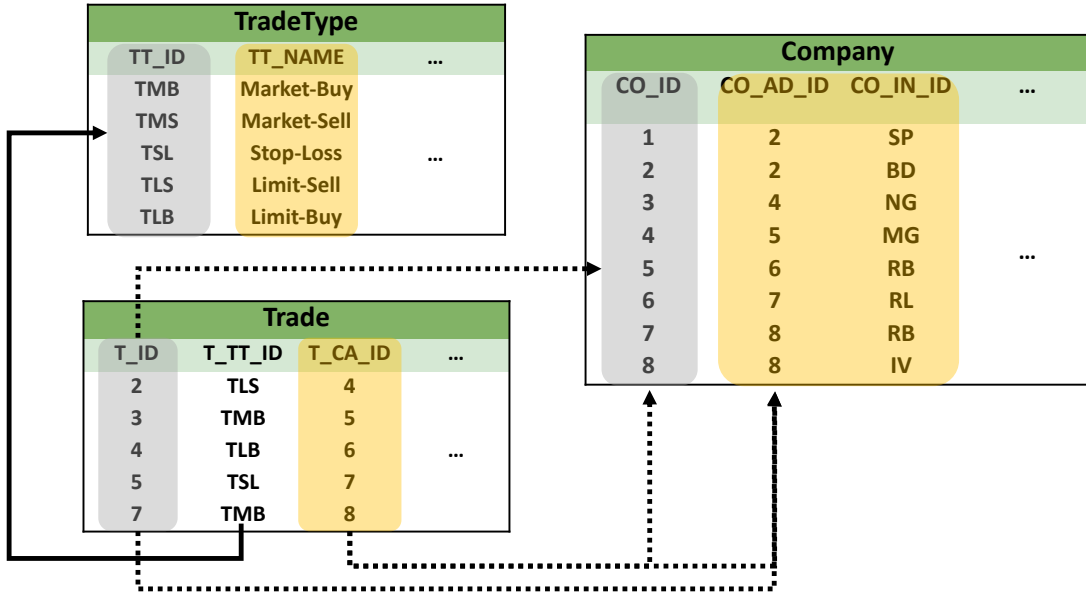 TradeType
TT_ID TT_NAME ...
TMB Market-Buy
TMS Market-Sell
TSL Stop-Loss ...
TLS Limit-Sell
TLB Limit-Buy
Company
CO_ID CO_AD_ID CO_IN_ID ...
1 2 SP
2 2 BD
3 4 NG
4 5 MG
...
5 6 RB
6 7 RL
7 8 RB
8 8 IV
Trade
T_ID T_TT_ID T_CA_ID ...
2 TLS 4
3 TMB 5
4 TLB 6 ...
5 TSL 7
7 TMB 8